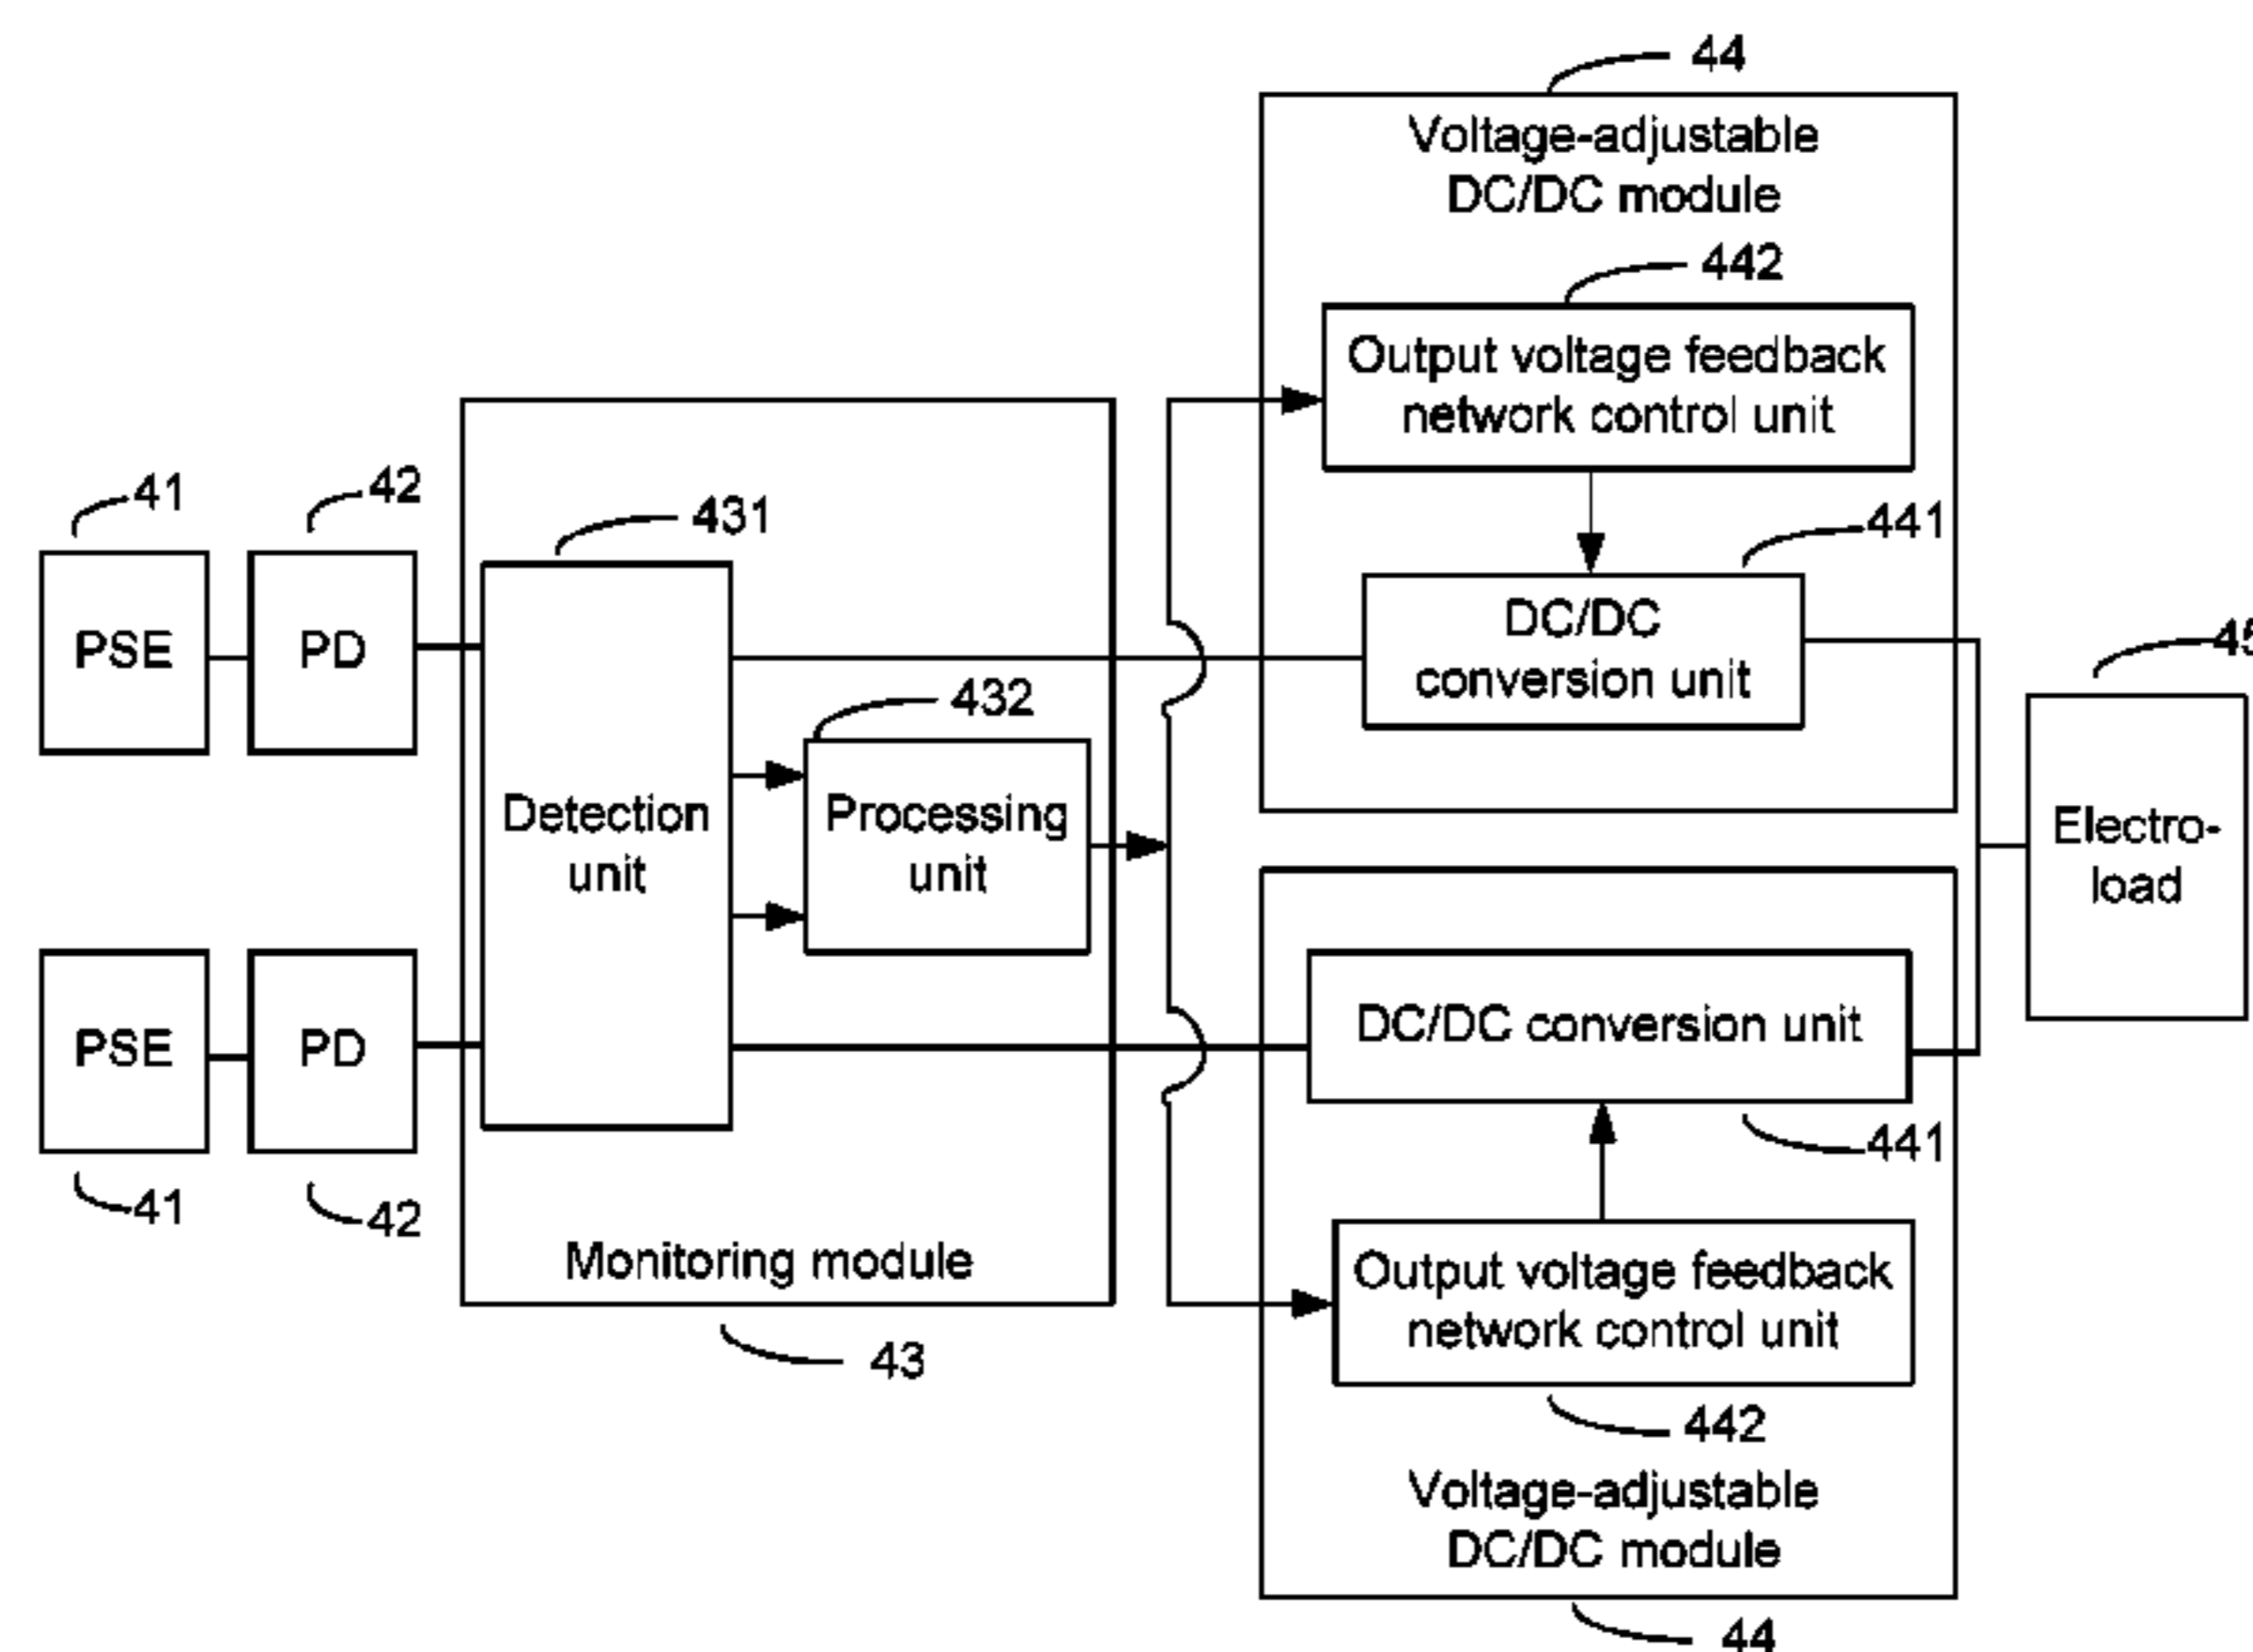 44
Voltage-adjustable
DC/DC module
442
Output voltage feedback
network control unit
41
42
431
441
PSE
PD
DC/DC
conversion unit
45
432
Detection
unit
Processing
unit
Electro-
load
PSE
PD
DC/DC conversion unit
441
41
42
Monitoring module
Output voltage feedback
network control unit
43
442
Voltage-adjustable
DC/DC module
44